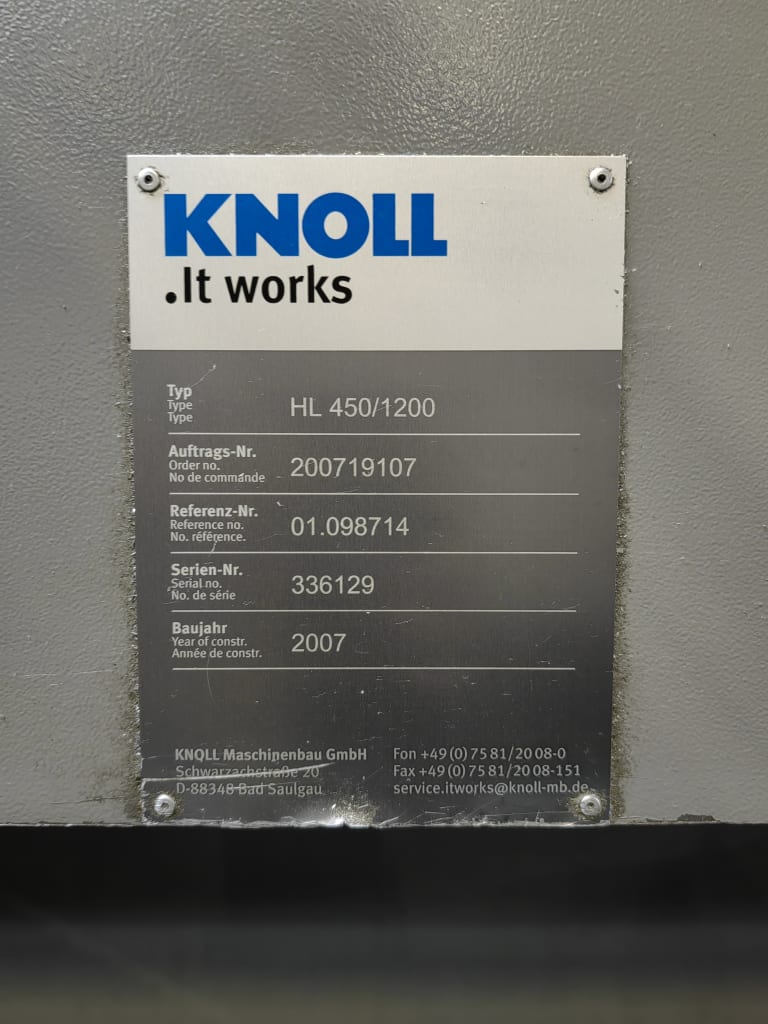 KNOLL
.It works
Typ
Type
Type
HL 450/1200
Auftrags-Nr.
Order no.
No de commande
200719107
Referenz-Nr.
Reference no.
No. référence.
01.098714
Serien-Nr.
Serial no.
No. de série
336129
Baujahr
Year of constr.
Année de constr.
2007
KNOLL Maschinenbau GmbH
Schwarzachstraße 20
D-88348 Bad Saulgau
Fon +49 (0) 75 81/20 08-0
Fax +49 (0) 75 81/20 08-151
service.itworks@knoll-mb.de